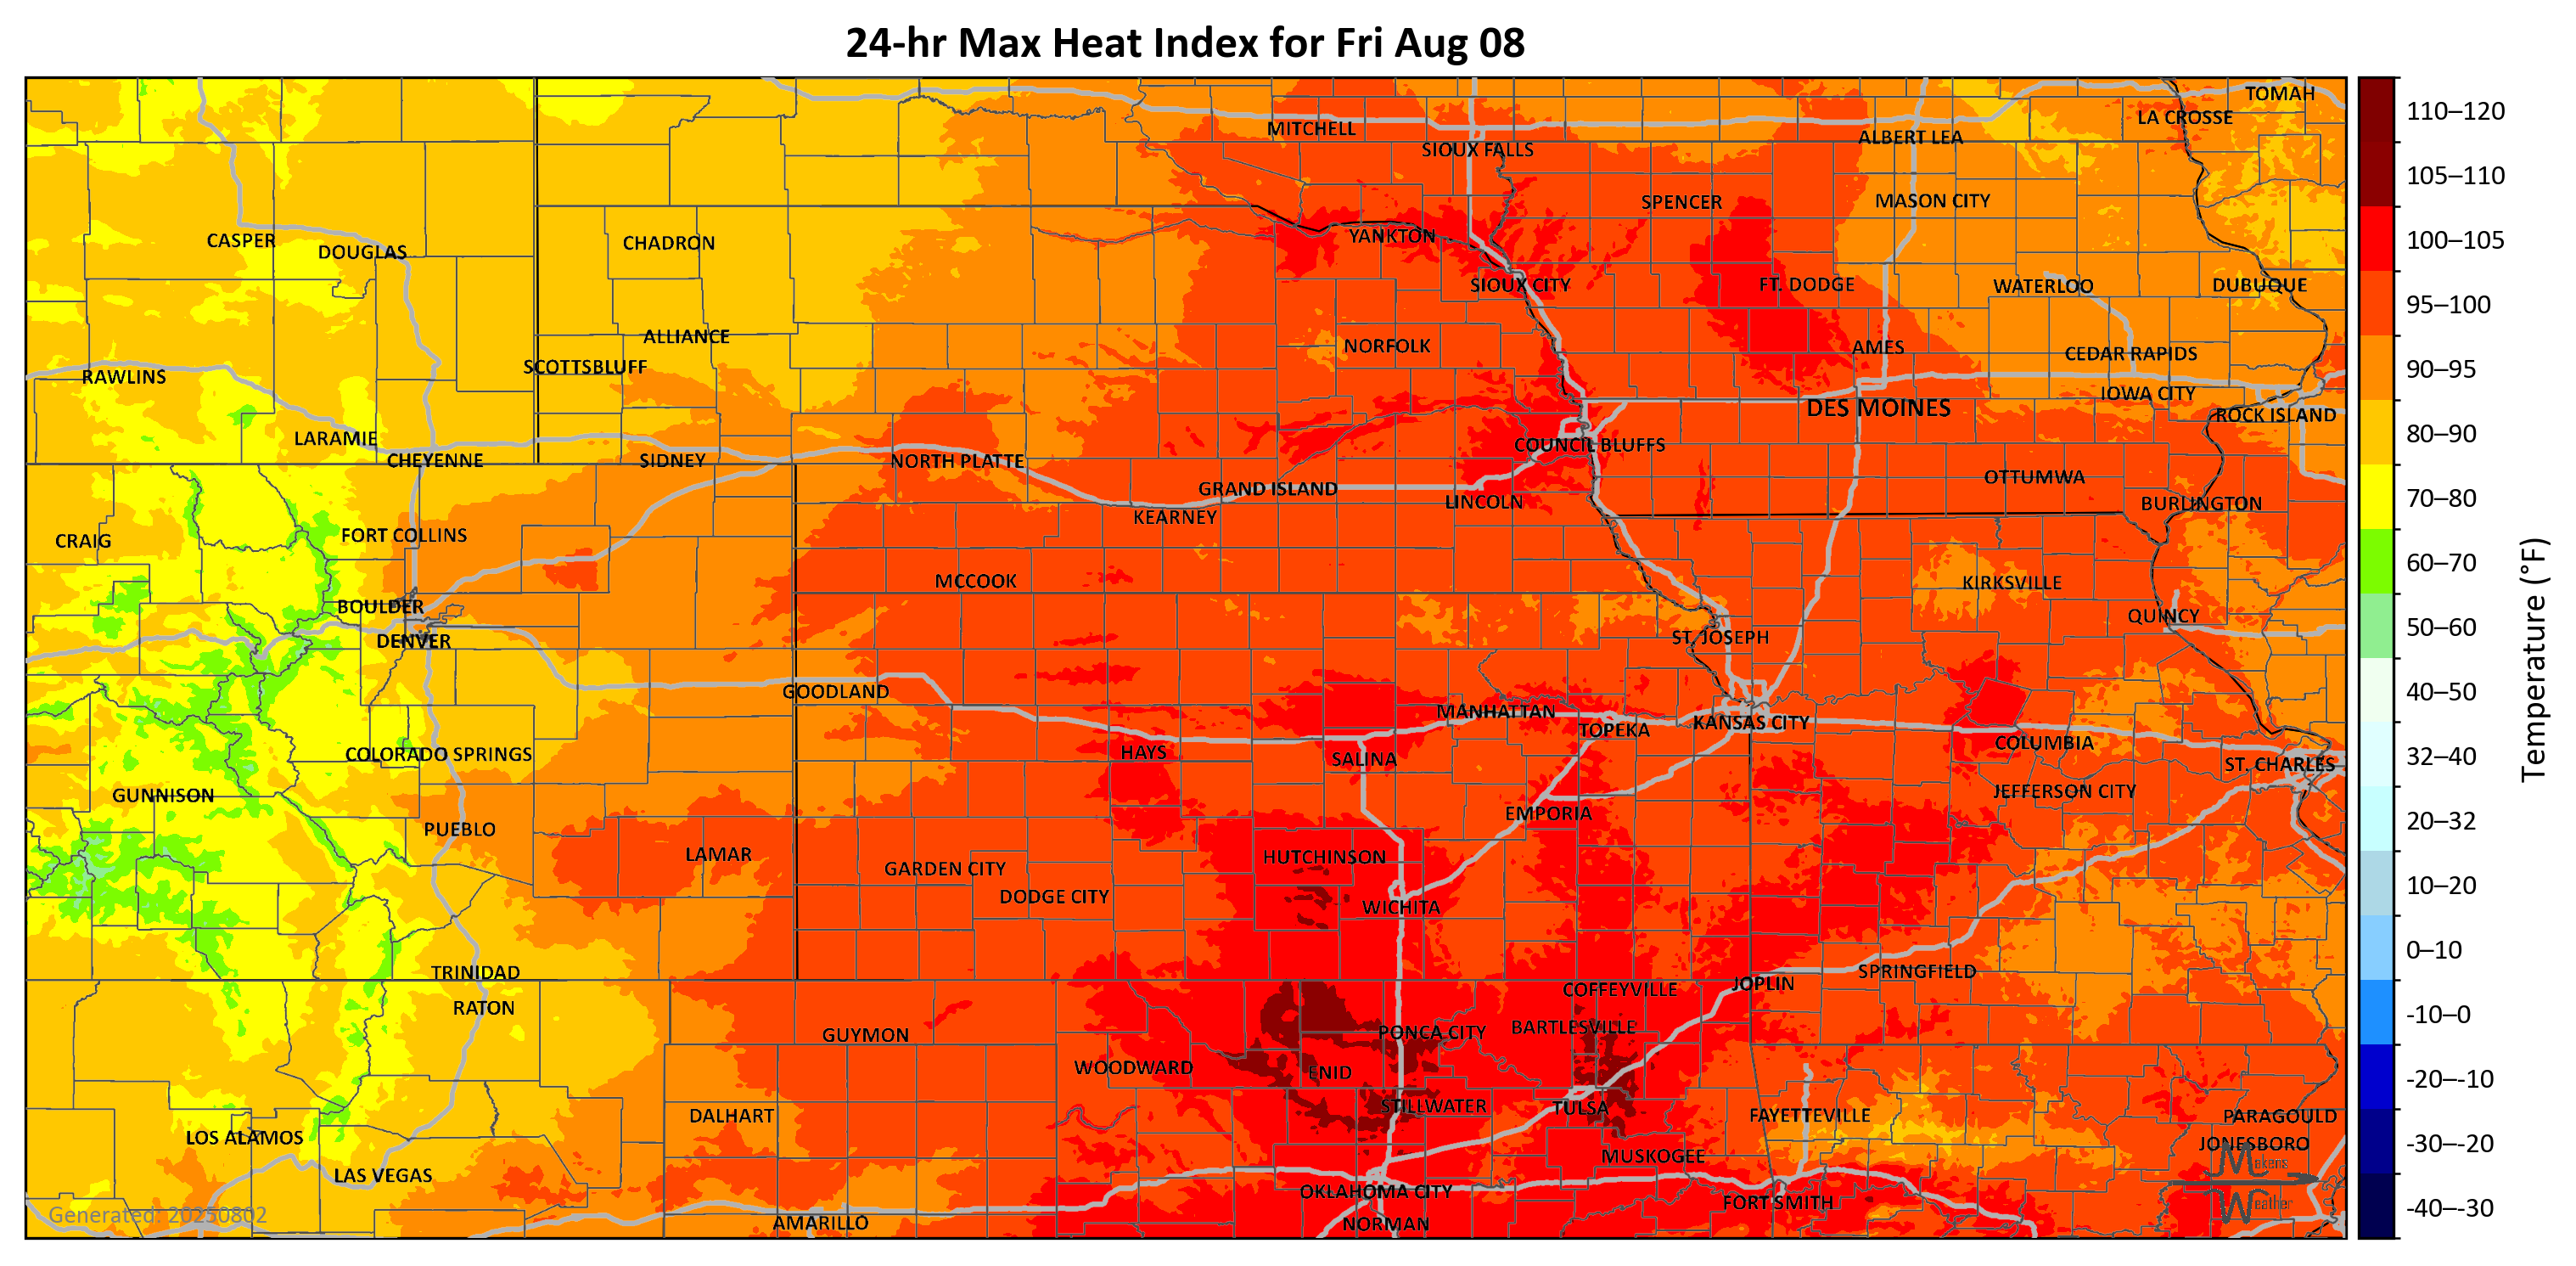 24-hr Max Heat Index for Fri Aug 08
TOMAH
LA CROSSE
MITCHELL
ALBERT LEA
SIOUX FALLS
SPENCER
MASON CITY
YANKTON
CASPER
CHADRON
DOUGLAS
SIOUX CITY
FT. DODGE
WATERLOO
DUBUQUE
ALLIANCE
NORFOLK
AMES
CEDAR RAPIDS
SCOTTSBLUFF
RAWLINS
IOWA CITY
DES MOINES
ROCK ISLAND
LARAMIE
COUNCIL BLUFFS
CHEYENNE
SIDNEY
NORTH PLATTE
OTTUMWA
GRAND ISLAND
LINCOLN
BURLINGTON
KEARNEY
FORT COLLINS
CRAIG
MCCOOK
KIRKSVILLE
BOULDER
QUINCY
DENVER
ST. JOSEPH
GOODLAND
MANHATTAN
KANSAS CITY
TOPEKA
COLUMBIA
COLORADO SPRINGS
HAYS
SALINA
ST. CHARLES
GUNNISON
JEFFERSON CITY
EMPORIA
PUEBLO
LAMAR
HUTCHINSON
GARDEN CITY
DODGE CITY
WICHITA
TRINIDAD
SPRINGFIELD
JOPLIN
COFFEYVILLE
RATON
GUYMON
PONCA CITY
BARTLESVILLE
WOODWARD
ENID
STILLWATER
TULSA
DALHART
FAYETTEVILLE
PARAGOULD
LOS ALAMOS
JONESBORO
MUSKOGEE
LAS VEGAS
OKLAHOMA CITY
FORT SMITH
AMARILLO
NORMAN
Generated: 20250802
Makens
Weather
110–120
105–110
100–105
95–100
90–95
80–90
70–80
60–70
50–60
40–50
32–40
20–32
10–20
0–10
-10–0
-20–-10
-30–-20
-40–-30
Temperature (°F)